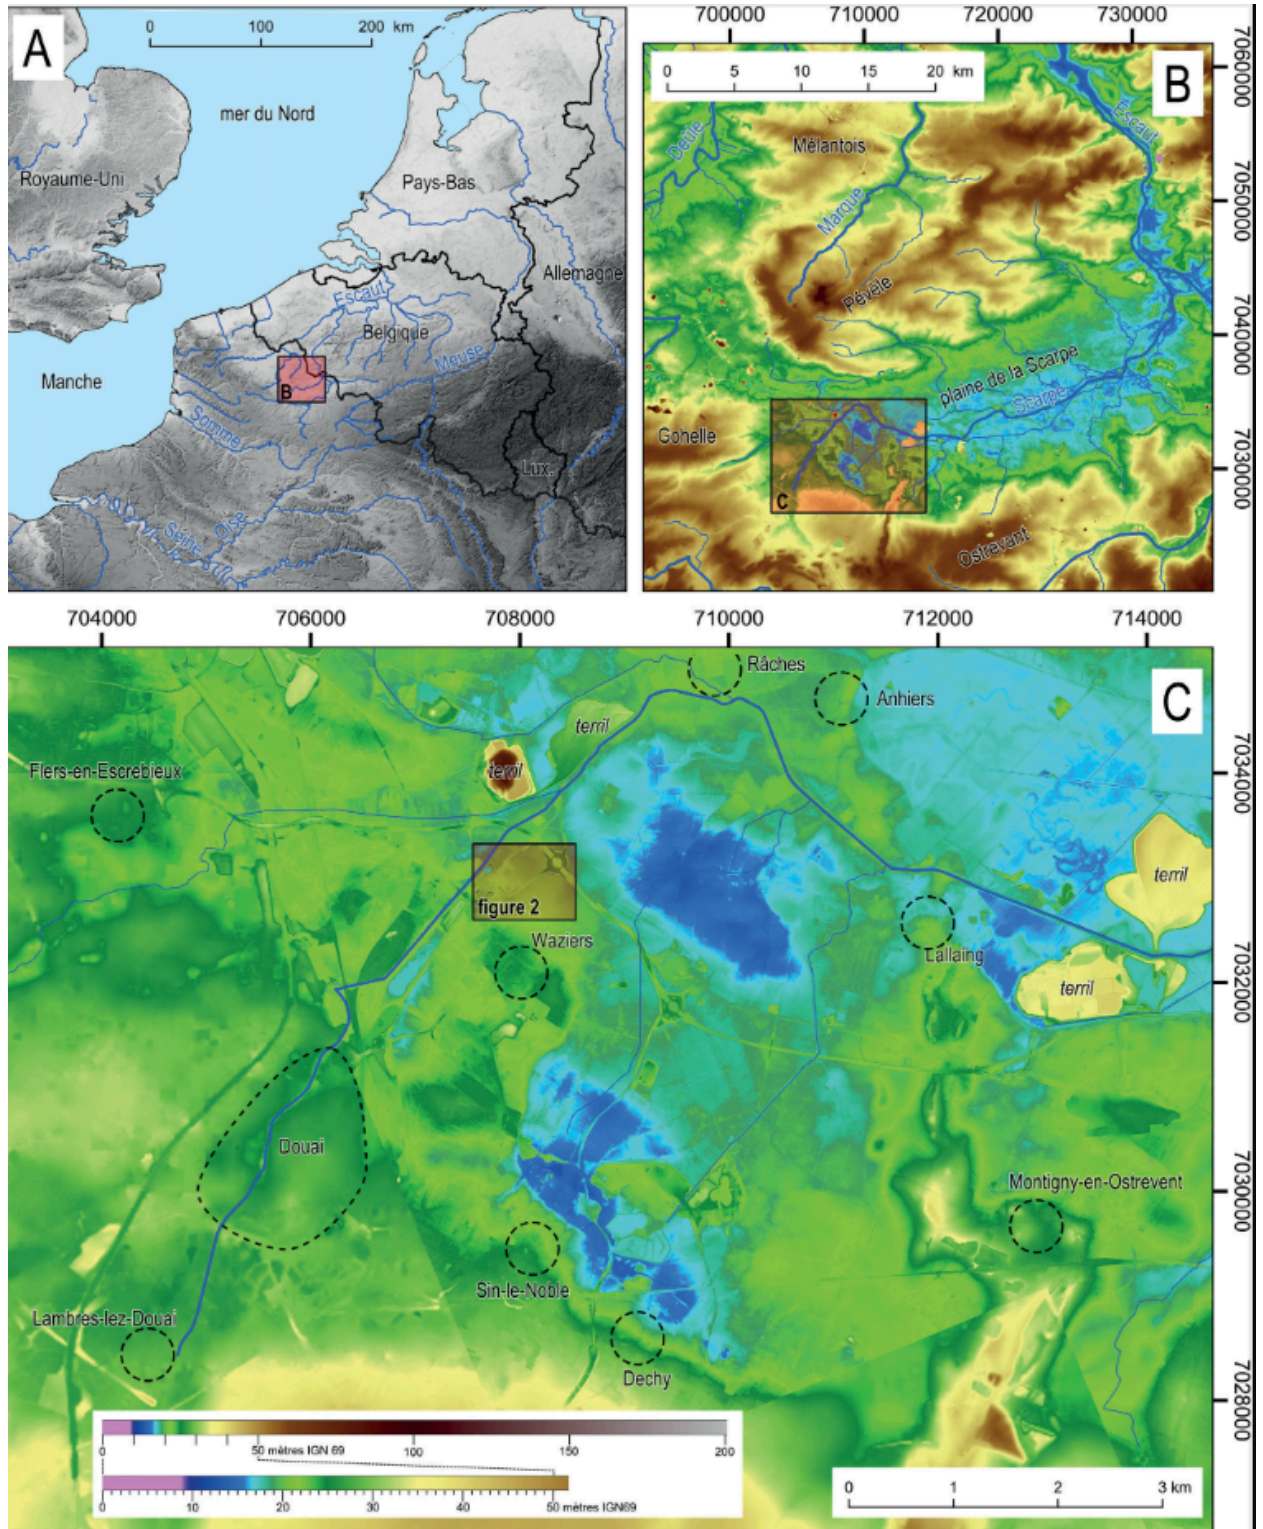 A
0 100 200 km
mer du Nord
Royaume-Uni
Pays-Bas
Allemagne
Escaut
Belgique
Meuse
Manche
B
Somme
Lux.
Seine
Oise
700000 710000 720000 730000
B
0 5 10 15 20 km
Deûle
Mélantois
Escaut
Marque
Pévèle
plaine de la Scarpe
Scarpe
Gohelle
C
Ostrevant
7060000
7050000
7040000
7030000
704000 706000 708000 710000 712000 714000
C
Râches
Anhiers
terril
terril
Flers-en-Escrebieux
terril
figure 2
Waziers
Lallaing
terril
Douai
Montigny-en-Ostrevent
Sin-le-Noble
Lambres-lez-Douai
Dechy
7034000
7032000
7030000
7028000
0 50 mètres IGN 69 100 150 200
0 10 20 30 40 50 mètres IGN69
0 1 2 3 km